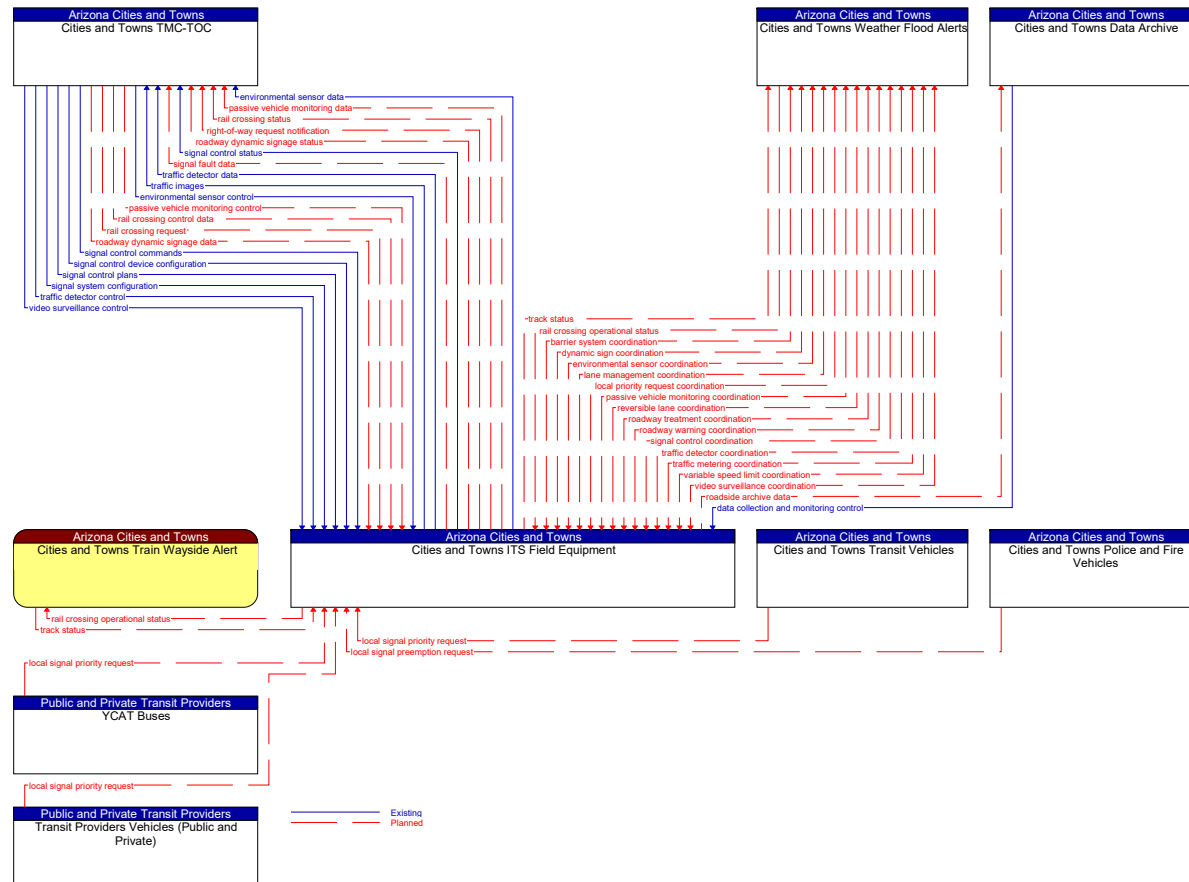 Arizona Cities and Towns
Cities and Towns TMC-TOC
Arizona Cities and Towns
Cities and Towns Weather Flood Alerts
Arizona Cities and Towns
Cities and Towns Data Archive
environmental sensor data
passive vehicle monitoring data
rail crossing status
right-of-way request notification
roadway dynamic signage status
signal control status
signal fault data
traffic detector data
traffic images
environmental sensor control
passive vehicle monitoring control
rail crossing control data
rail crossing request
roadway dynamic signage data
signal control commands
signal control device configuration
signal control plans
signal system configuration
traffic detector control
video surveillance control
track status
rail crossing operational status
barrier system coordination
dynamic sign coordination
environmental sensor coordination
lane management coordination
local priority request coordination
passive vehicle monitoring coordination
reversible lane coordination
roadway treatment coordination
roadway warning coordination
signal control coordination
traffic detector coordination
traffic metering coordination
variable speed limit coordination
video surveillance coordination
roadside archive data
data collection and monitoring control
Arizona Cities and Towns
Cities and Towns Train Wayside Alert
Arizona Cities and Towns
Cities and Towns ITS Field Equipment
Arizona Cities and Towns
Cities and Towns Transit Vehicles
Arizona Cities and Towns
Cities and Towns Police and Fire
Vehicles
rail crossing operational status
track status
local signal priority request
local signal preemption request
local signal priority request
Public and Private Transit Providers
YCAT Buses
local signal priority request
Public and Private Transit Providers
Transit Providers Vehicles (Public and
Private)
Existing
Planned